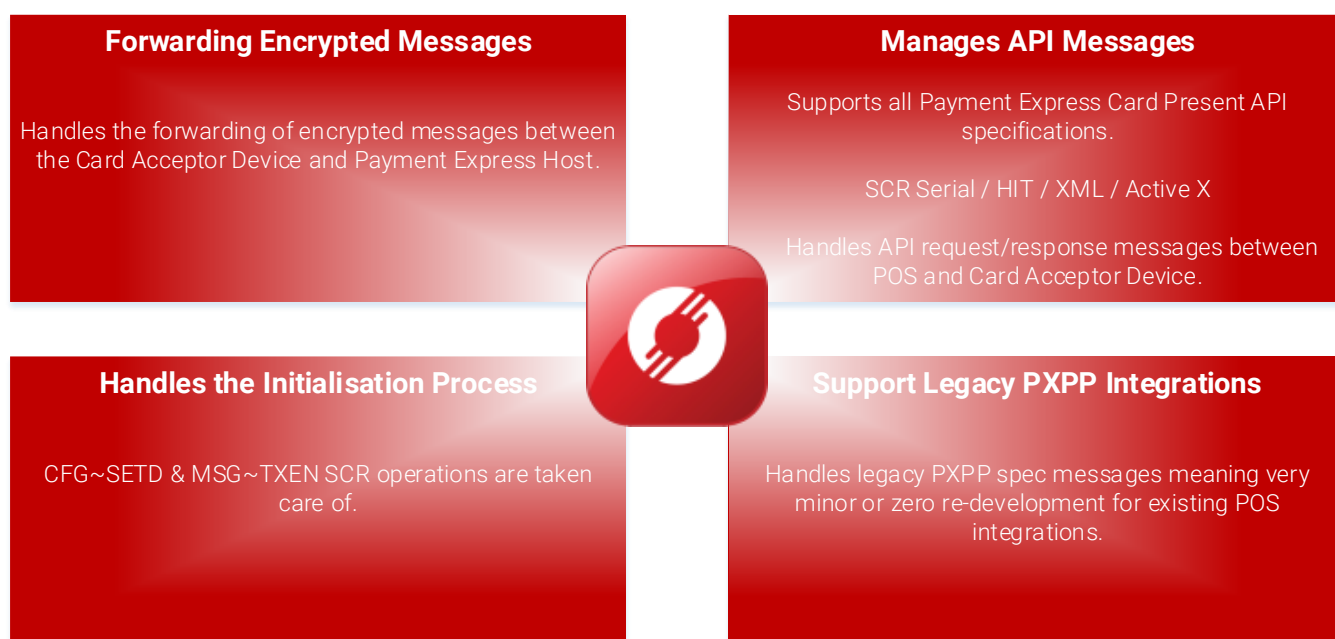 Forwarding Encrypted Messages
Handles the forwarding of encrypted messages between
the Card Acceptor Device and Payment Express Host.
Manages API Messages
Supports all Payment Express Card Present API
specifications.
SCR Serial / HIT / XML / Active X
Handles API request/response messages between
POS and Card Acceptor Device.
Handles the Initialisation Process
CFG~SETD & MSG~TXEN SCR operations are taken
care of.
Support Legacy PXPP Integrations
Handles legacy PXPP spec messages meaning very
minor or zero re-development for existing POS
integrations.